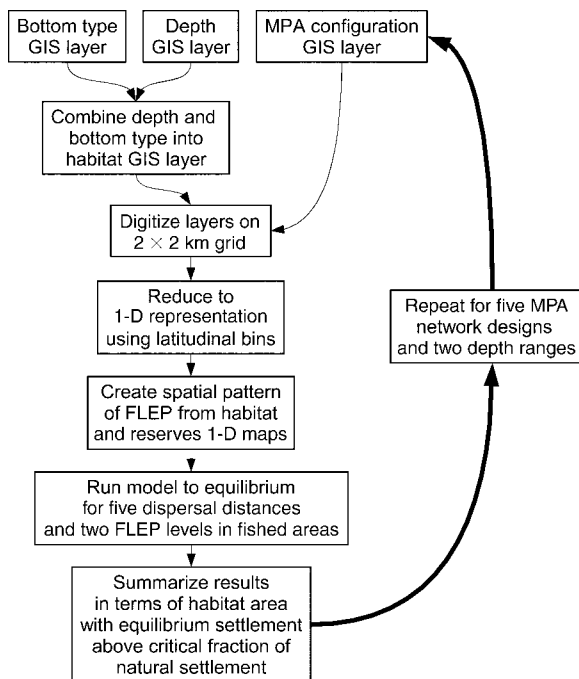 Bottom type
GIS layer
Depth
GIS layer
MPA configuration
GIS layer
Combine depth and
bottom type into
habitat GIS layer
Digitize layers on
2 × 2 km grid
Reduce to
1-D representation
using latitudinal bins
Repeat for five MPA
network designs
and two depth ranges
Create spatial pattern
of FLEP from habitat
and reserves 1-D maps
Run model to equilibrium
for five dispersal distances
and two FLEP levels in fished areas
Summarize results
in terms of habitat area
with equilibrium settlement
above critical fraction of
natural settlement